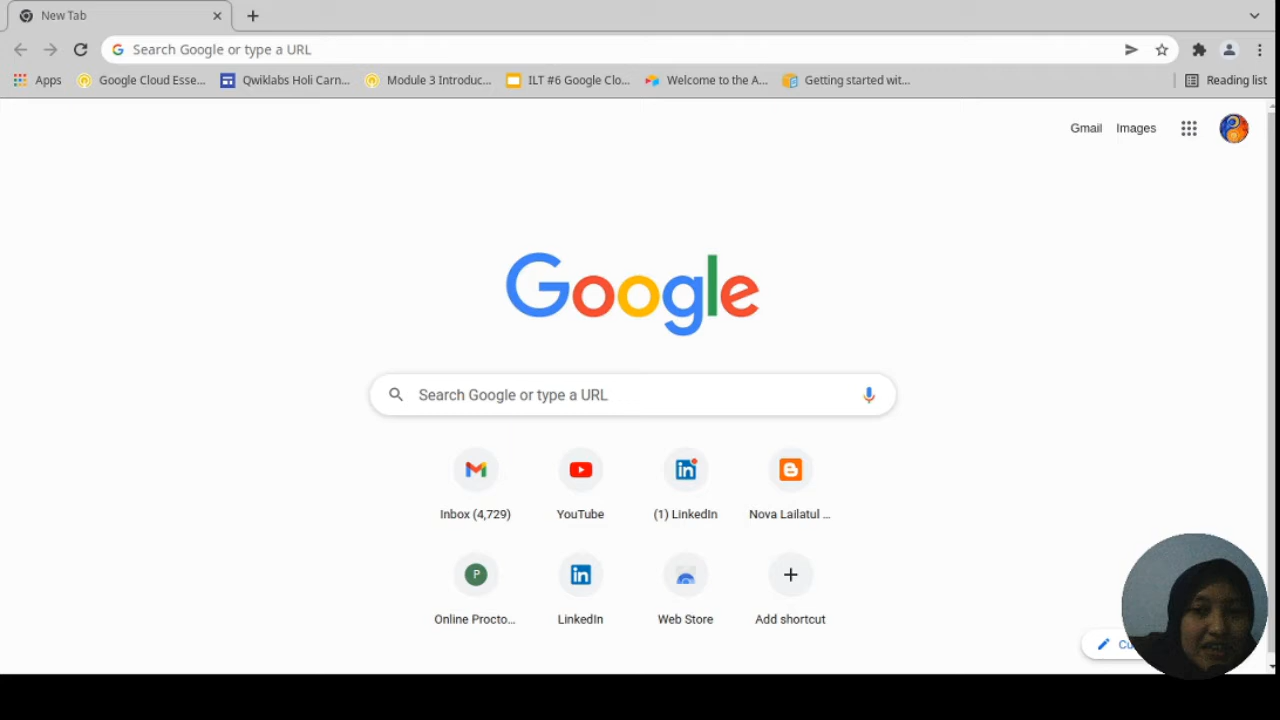 New Tab
Search Google or type a URL
Apps
Google Cloud Esse...
Qwiklabs Holi Carn...
Module 3 Introduc...
ILT #6 Google Clo...
Welcome to the A...
Getting started wit...
Reading list
Gmail
Images
Google
Search Google or type a URL
Inbox (4,729)
YouTube
(1) LinkedIn
Nova Lailatul ...
P
Online Procto...
LinkedIn
Web Store
Add shortcut